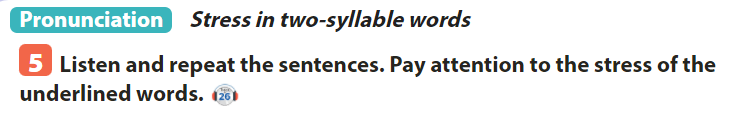 Pronunciation Stress in two-syllable words
5 Listen and repeat the sentences. Pay attention to the stress of the
underlined words. 26